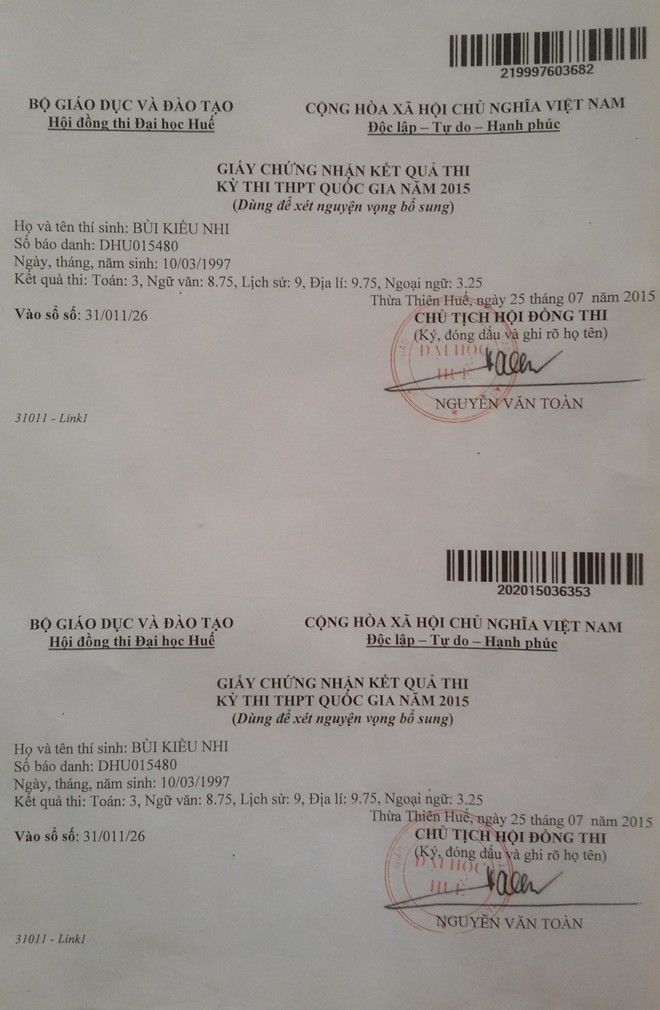 219997603682
BỘ GIÁO DỤC VÀ ĐÀO TẠO
Hội đồng thi Đại học Huế
CỘNG HÒA XÃ HỘI CHỦ NGHĨA VIỆT NAM
Độc lập – Tự do – Hạnh phúc
GIẤY CHỨNG NHẬN KẾT QUẢ THI
KỲ THI THPT QUỐC GIA NĂM 2015
(Dùng để xét nguyện vọng bổ sung)
Họ và tên thí sinh: BÙI KIỀU NHI
Số báo danh: DHU015480
Ngày, tháng, năm sinh: 10/03/1997
Kết quả thi: Toán: 3, Ngữ văn: 8.75, Lịch sử: 9, Địa lí: 9.75, Ngoại ngữ: 3.25
Thừa Thiên Huế, ngày 25 tháng 07 năm 2015
Vào sổ số: 31/011/26
CHỦ TỊCH HỘI ĐỒNG THI
(Ký, đóng dấu và ghi rõ họ tên)
ĐẠI HỌC
HUẾ
NGUYỄN VĂN TOÀN
31011 - Link1
202015036353
BỘ GIÁO DỤC VÀ ĐÀO TẠO
Hội đồng thi Đại học Huế
CỘNG HÒA XÃ HỘI CHỦ NGHĨA VIỆT NAM
Độc lập – Tự do – Hạnh phúc
GIẤY CHỨNG NHẬN KẾT QUẢ THI
KỲ THI THPT QUỐC GIA NĂM 2015
(Dùng để xét nguyện vọng bổ sung)
Họ và tên thí sinh: BÙI KIỀU NHI
Số báo danh: DHU015480
Ngày, tháng, năm sinh: 10/03/1997
Kết quả thi: Toán: 3, Ngữ văn: 8.75, Lịch sử: 9, Địa lí: 9.75, Ngoại ngữ: 3.25
Thừa Thiên Huế, ngày 25 tháng 07 năm 2015
Vào sổ số: 31/011/26
CHỦ TỊCH HỘI ĐỒNG THI
(Ký, đóng dấu và ghi rõ họ tên)
ĐẠI HỌC
HUẾ
NGUYỄN VĂN TOÀN
31011 - Link1